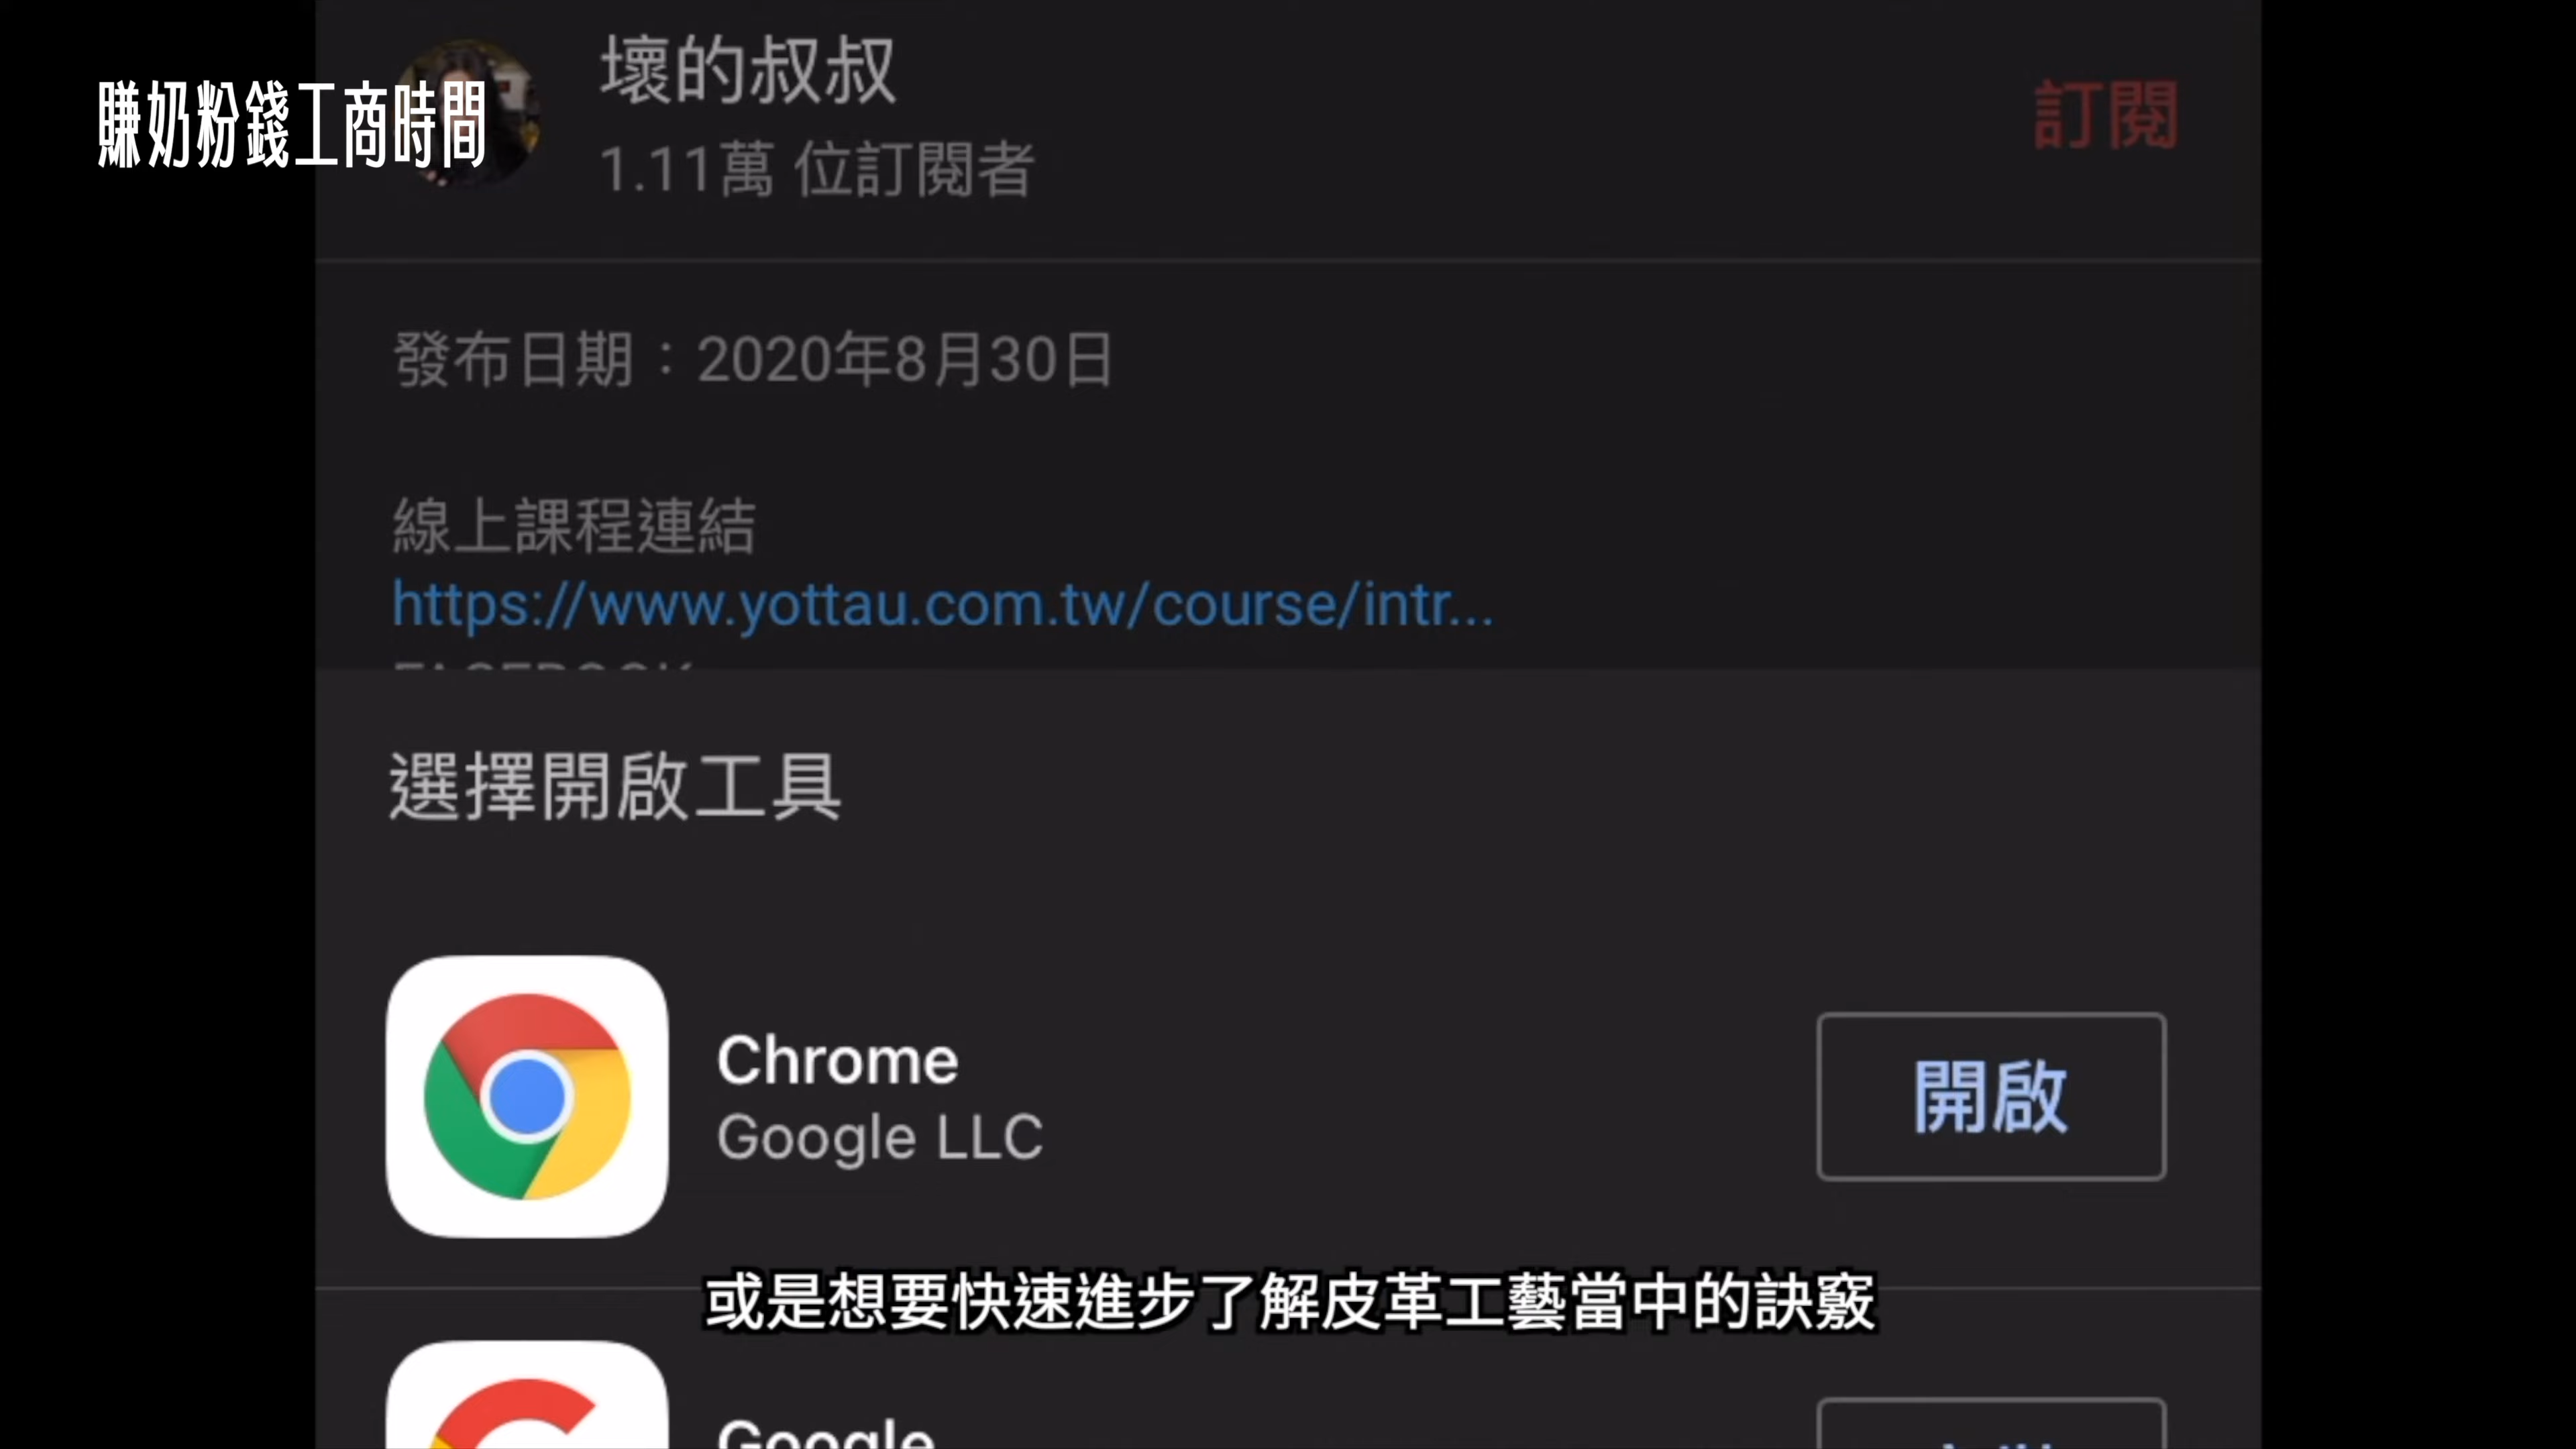 賺奶粉錢工商時間
壞的叔叔
訂閱
1.11萬 位訂閱者
發布日期：2020年8月30日
線上課程連結
https://www.yottau.com.tw/course/intr...
FACEBOOK
選擇開啟工具
Chrome
Google LLC
開啟
或是想要快速進步了解皮革工藝當中的訣竅
Google